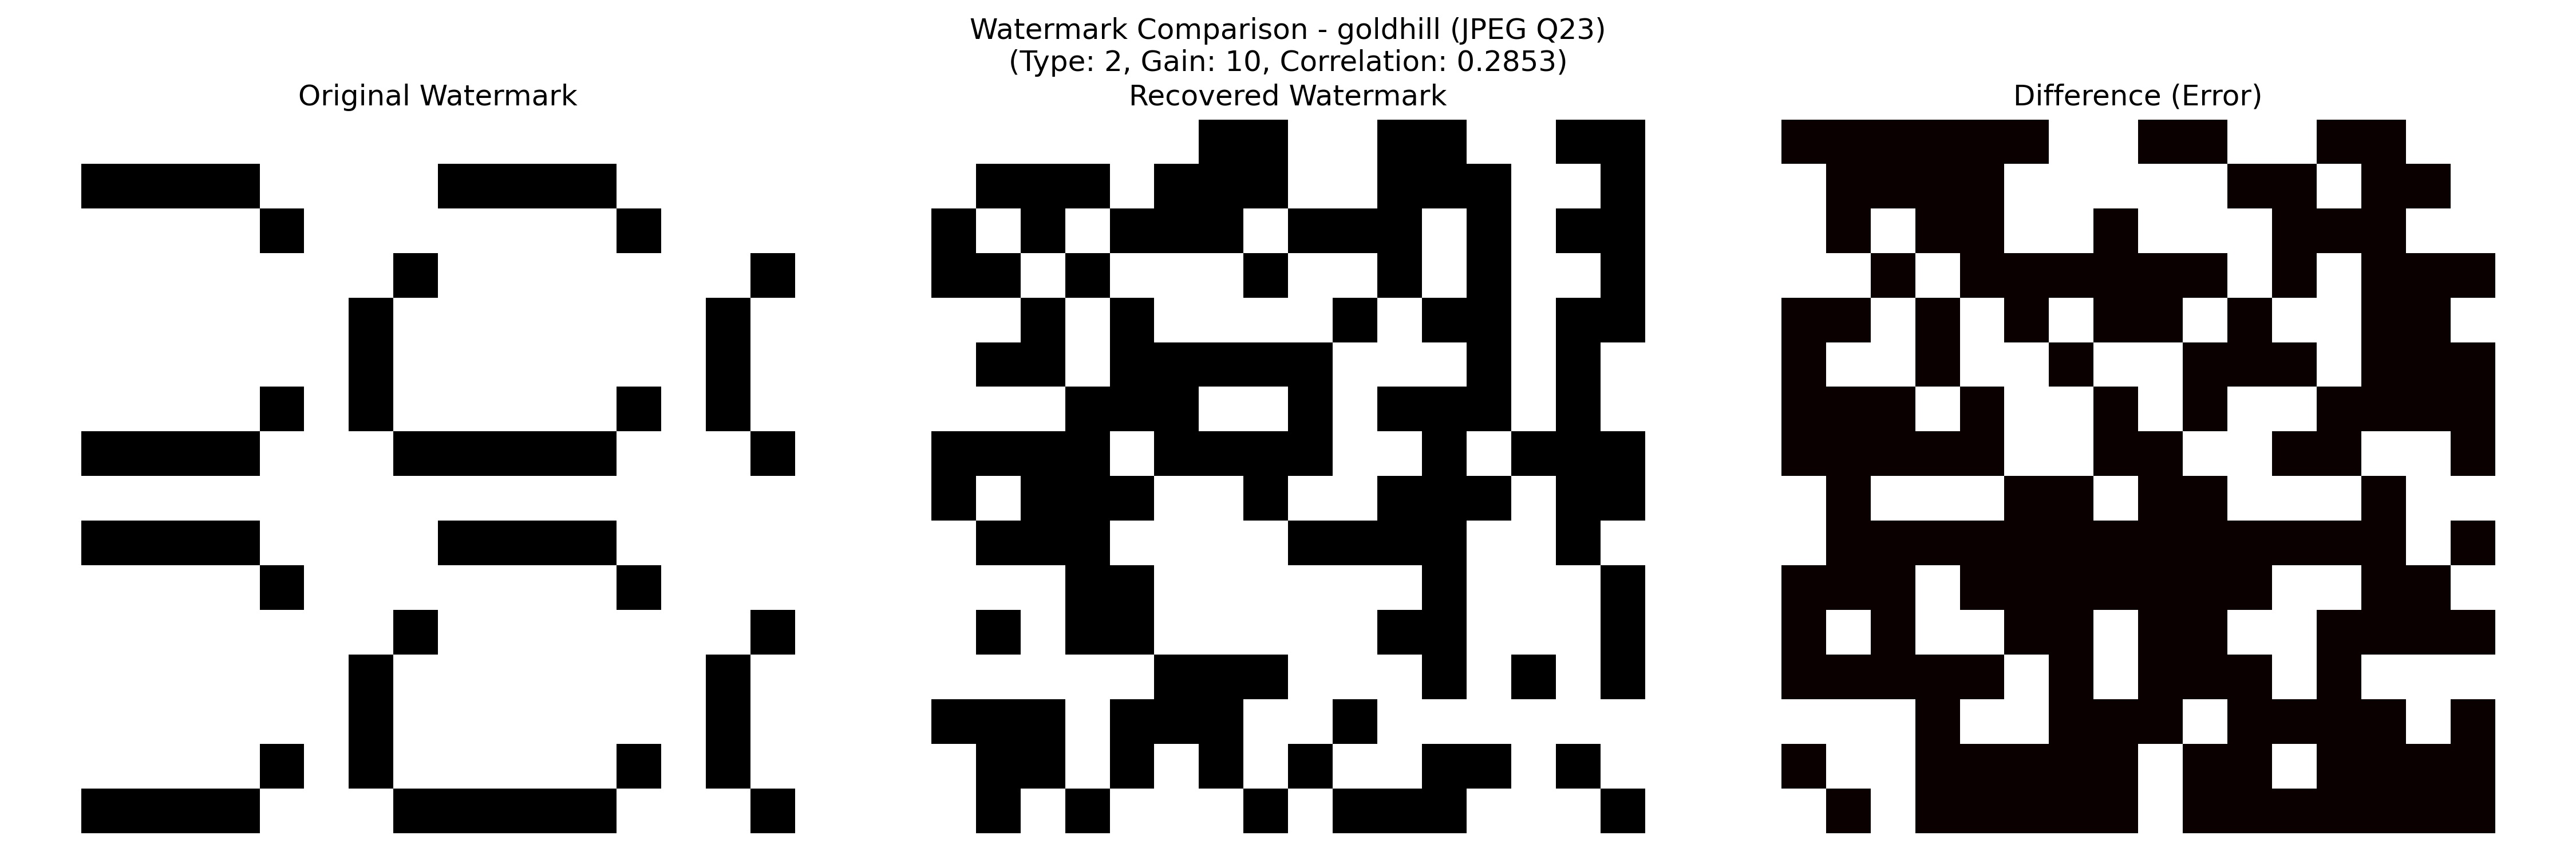 Watermark Comparison - goldhill (JPEG Q23)
(Type: 2, Gain: 10, Correlation: 0.2853)
Original Watermark
Recovered Watermark
Difference (Error)